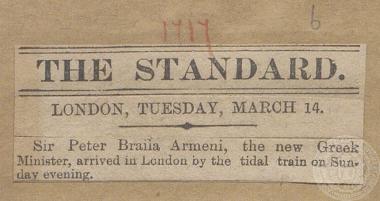 1717 6
THE STANDARD.
LONDON, TUESDAY, MARCH 14.
Sir Peter Braila Armeni, the new Greek
Minister, arrived in London by the tidal train on Sun-
day evening.